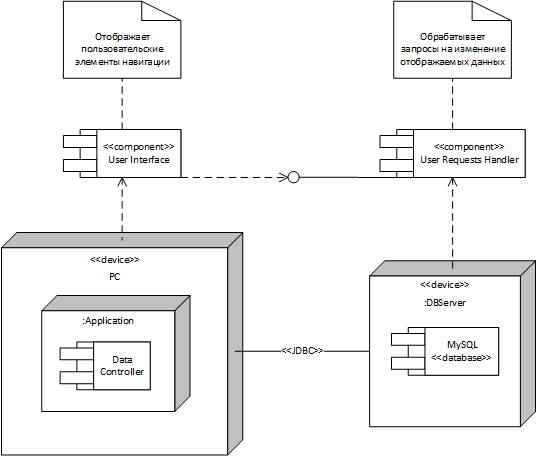 Отображает
пользовательские
элементы навигации
Обрабатывает
запросы на изменение
отображаемых данных
<<component>>
User Interface
<<component>>
User Requests Handler
<<device>>
PC
:Application
Data
Controller
<<JDBC>>
<<device>>
:DBServer
MySQL
<<database>>